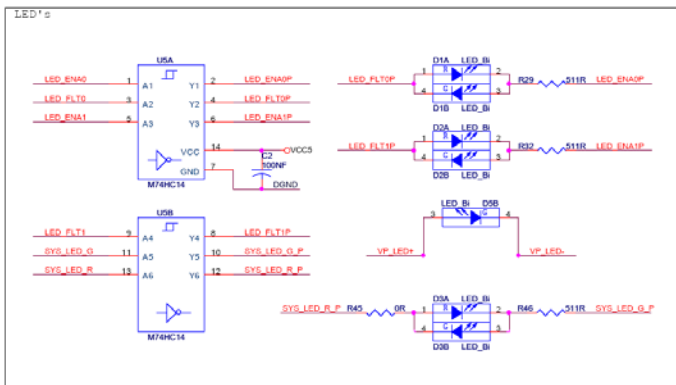 LED's
U5A
LED_ENA0 1 A1 Y1 2 LED_ENA0P
LED_FLT0 3 A2 Y2 4 LED_FLT0P
LED_ENA1 5 A3 Y3 6 LED_ENA1P
VCC 14 VCC5
C2
100NF
GND 7
DGND
M74HC14
U5B
LED_FLT1 9 A4 Y4 8 LED_FLT1P
SYS_LED_G 11 A5 Y5 10 SYS_LED_G_P
SYS_LED_R 13 A6 Y6 12 SYS_LED_R_P
M74HC14
D1A LED_Bi
LED_FLT0P 1 R 2 R29 511R LED_ENA0P
4 G 3
D1B LED_Bi
D2A LED_Bi
LED_FLT1P 1 R 2 R32 511R LED_ENA1P
4 G 3
D2B LED_Bi
LED_Bi D5B
3 G 4
VP_LED+ VP_LED-
D3A LED_Bi
SYS_LED_R_P R45 0R 1 R 2 R46 511R SYS_LED_G_P
4 G 3
D3B LED_Bi